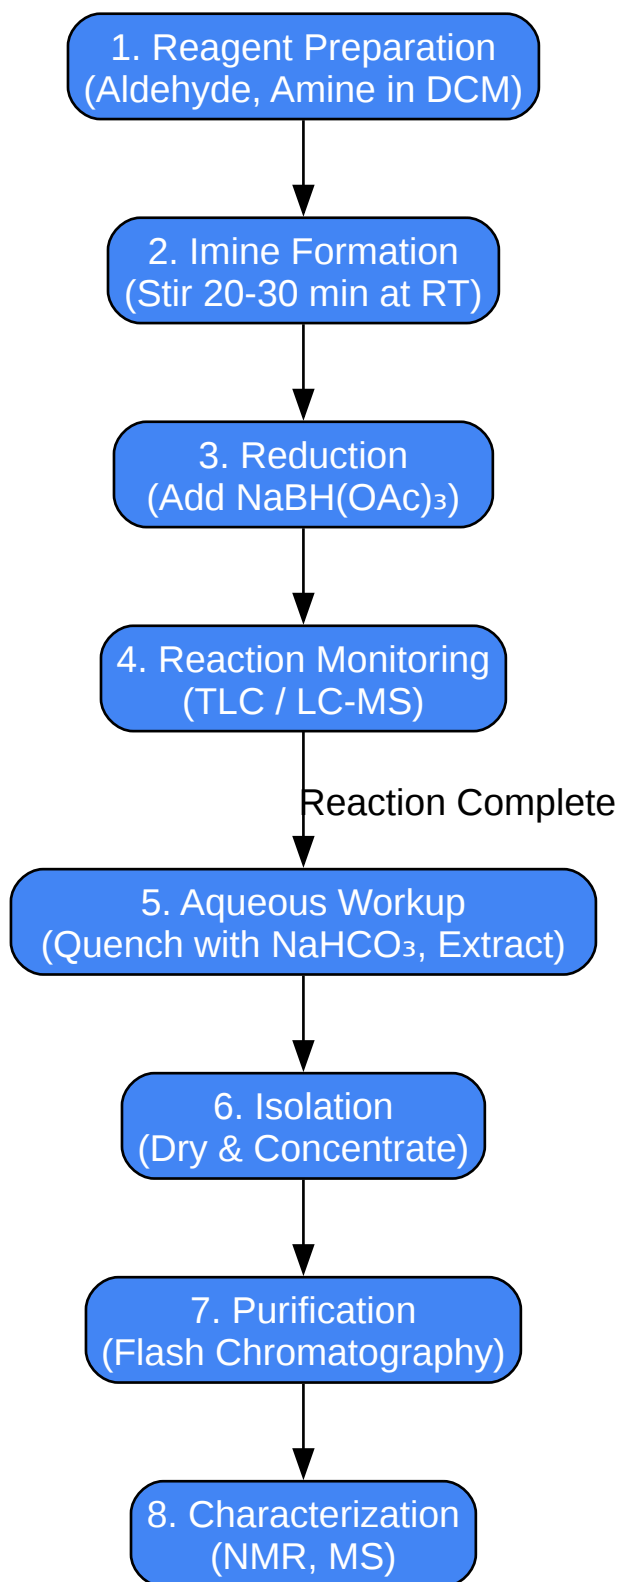 1. Reagent Preparation
(Aldehyde, Amine in DCM)
2. Imine Formation
(Stir 20-30 min at RT)
3. Reduction
(Add NaBH(OAc)₃)
4. Reaction Monitoring
(TLC / LC-MS)
Reaction Complete
5. Aqueous Workup
(Quench with NaHCO₃, Extract)
6. Isolation
(Dry & Concentrate)
7. Purification
(Flash Chromatography)
8. Characterization
(NMR, MS)